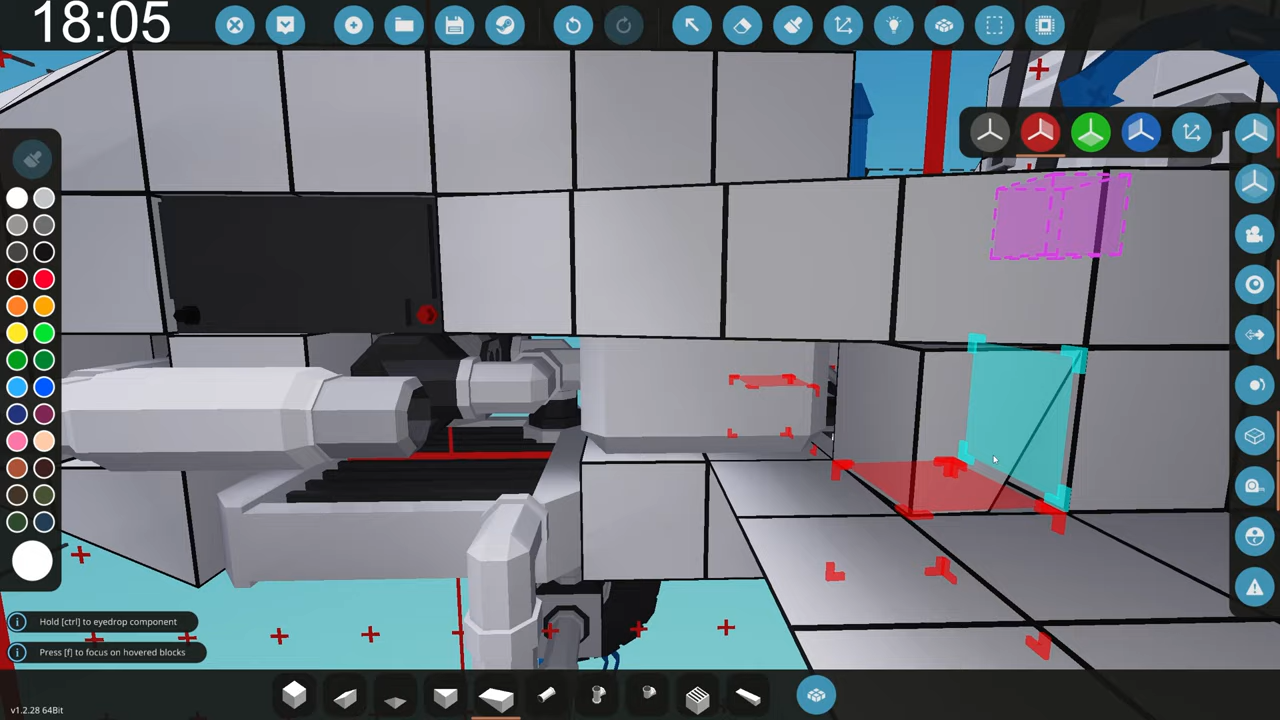 18:05
Hold [ctrl] to eyedrop component
Press [f] to focus on hovered blocks
v1.2.28 64Bit